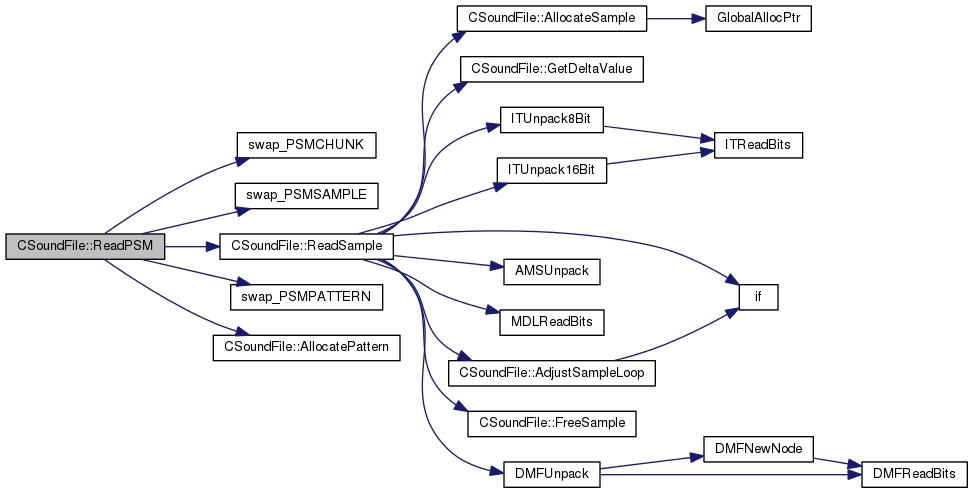 CSoundFile::AllocateSample
GlobalAllocPtr
CSoundFile::GetDeltaValue
ITUnpack8Bit
swap_PSMCHUNK
ITReadBits
ITUnpack16Bit
swap_PSMSAMPLE
CSoundFile::ReadPSM
CSoundFile::ReadSample
AMSUnpack
swap_PSMPATTERN
if
MDLReadBits
CSoundFile::AllocatePattern
CSoundFile::AdjustSampleLoop
CSoundFile::FreeSample
DMFNewNode
DMFUnpack
DMFReadBits